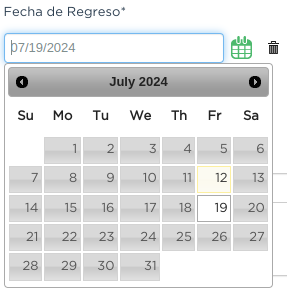 Fecha de Regreso*
07/19/2024
July 2024
Su Mo Tu We Th Fr Sa
1 2 3 4 5 6
7 8 9 10 11 12 13
14 15 16 17 18 19 20
21 22 23 24 25 26 27
28 29 30 31